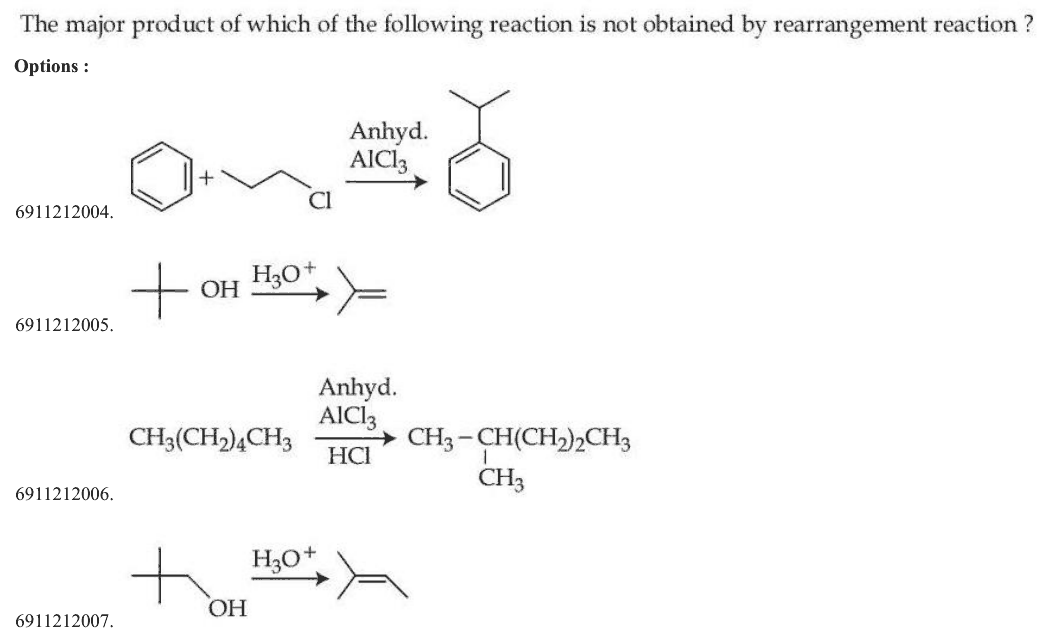 The major product of which of the following reaction is not obtained by rearrangement reaction ?
Options :
Anhyd.
AlCl₃
+
Cl
6911212004.
OH
H₃O⁺
6911212005.
Anhyd.
AlCl₃
CH₃(CH₂)₄CH₃
HCl
CH₃–CH(CH₂)₂CH₃
CH₃
6911212006.
H₃O⁺
OH
6911212007.